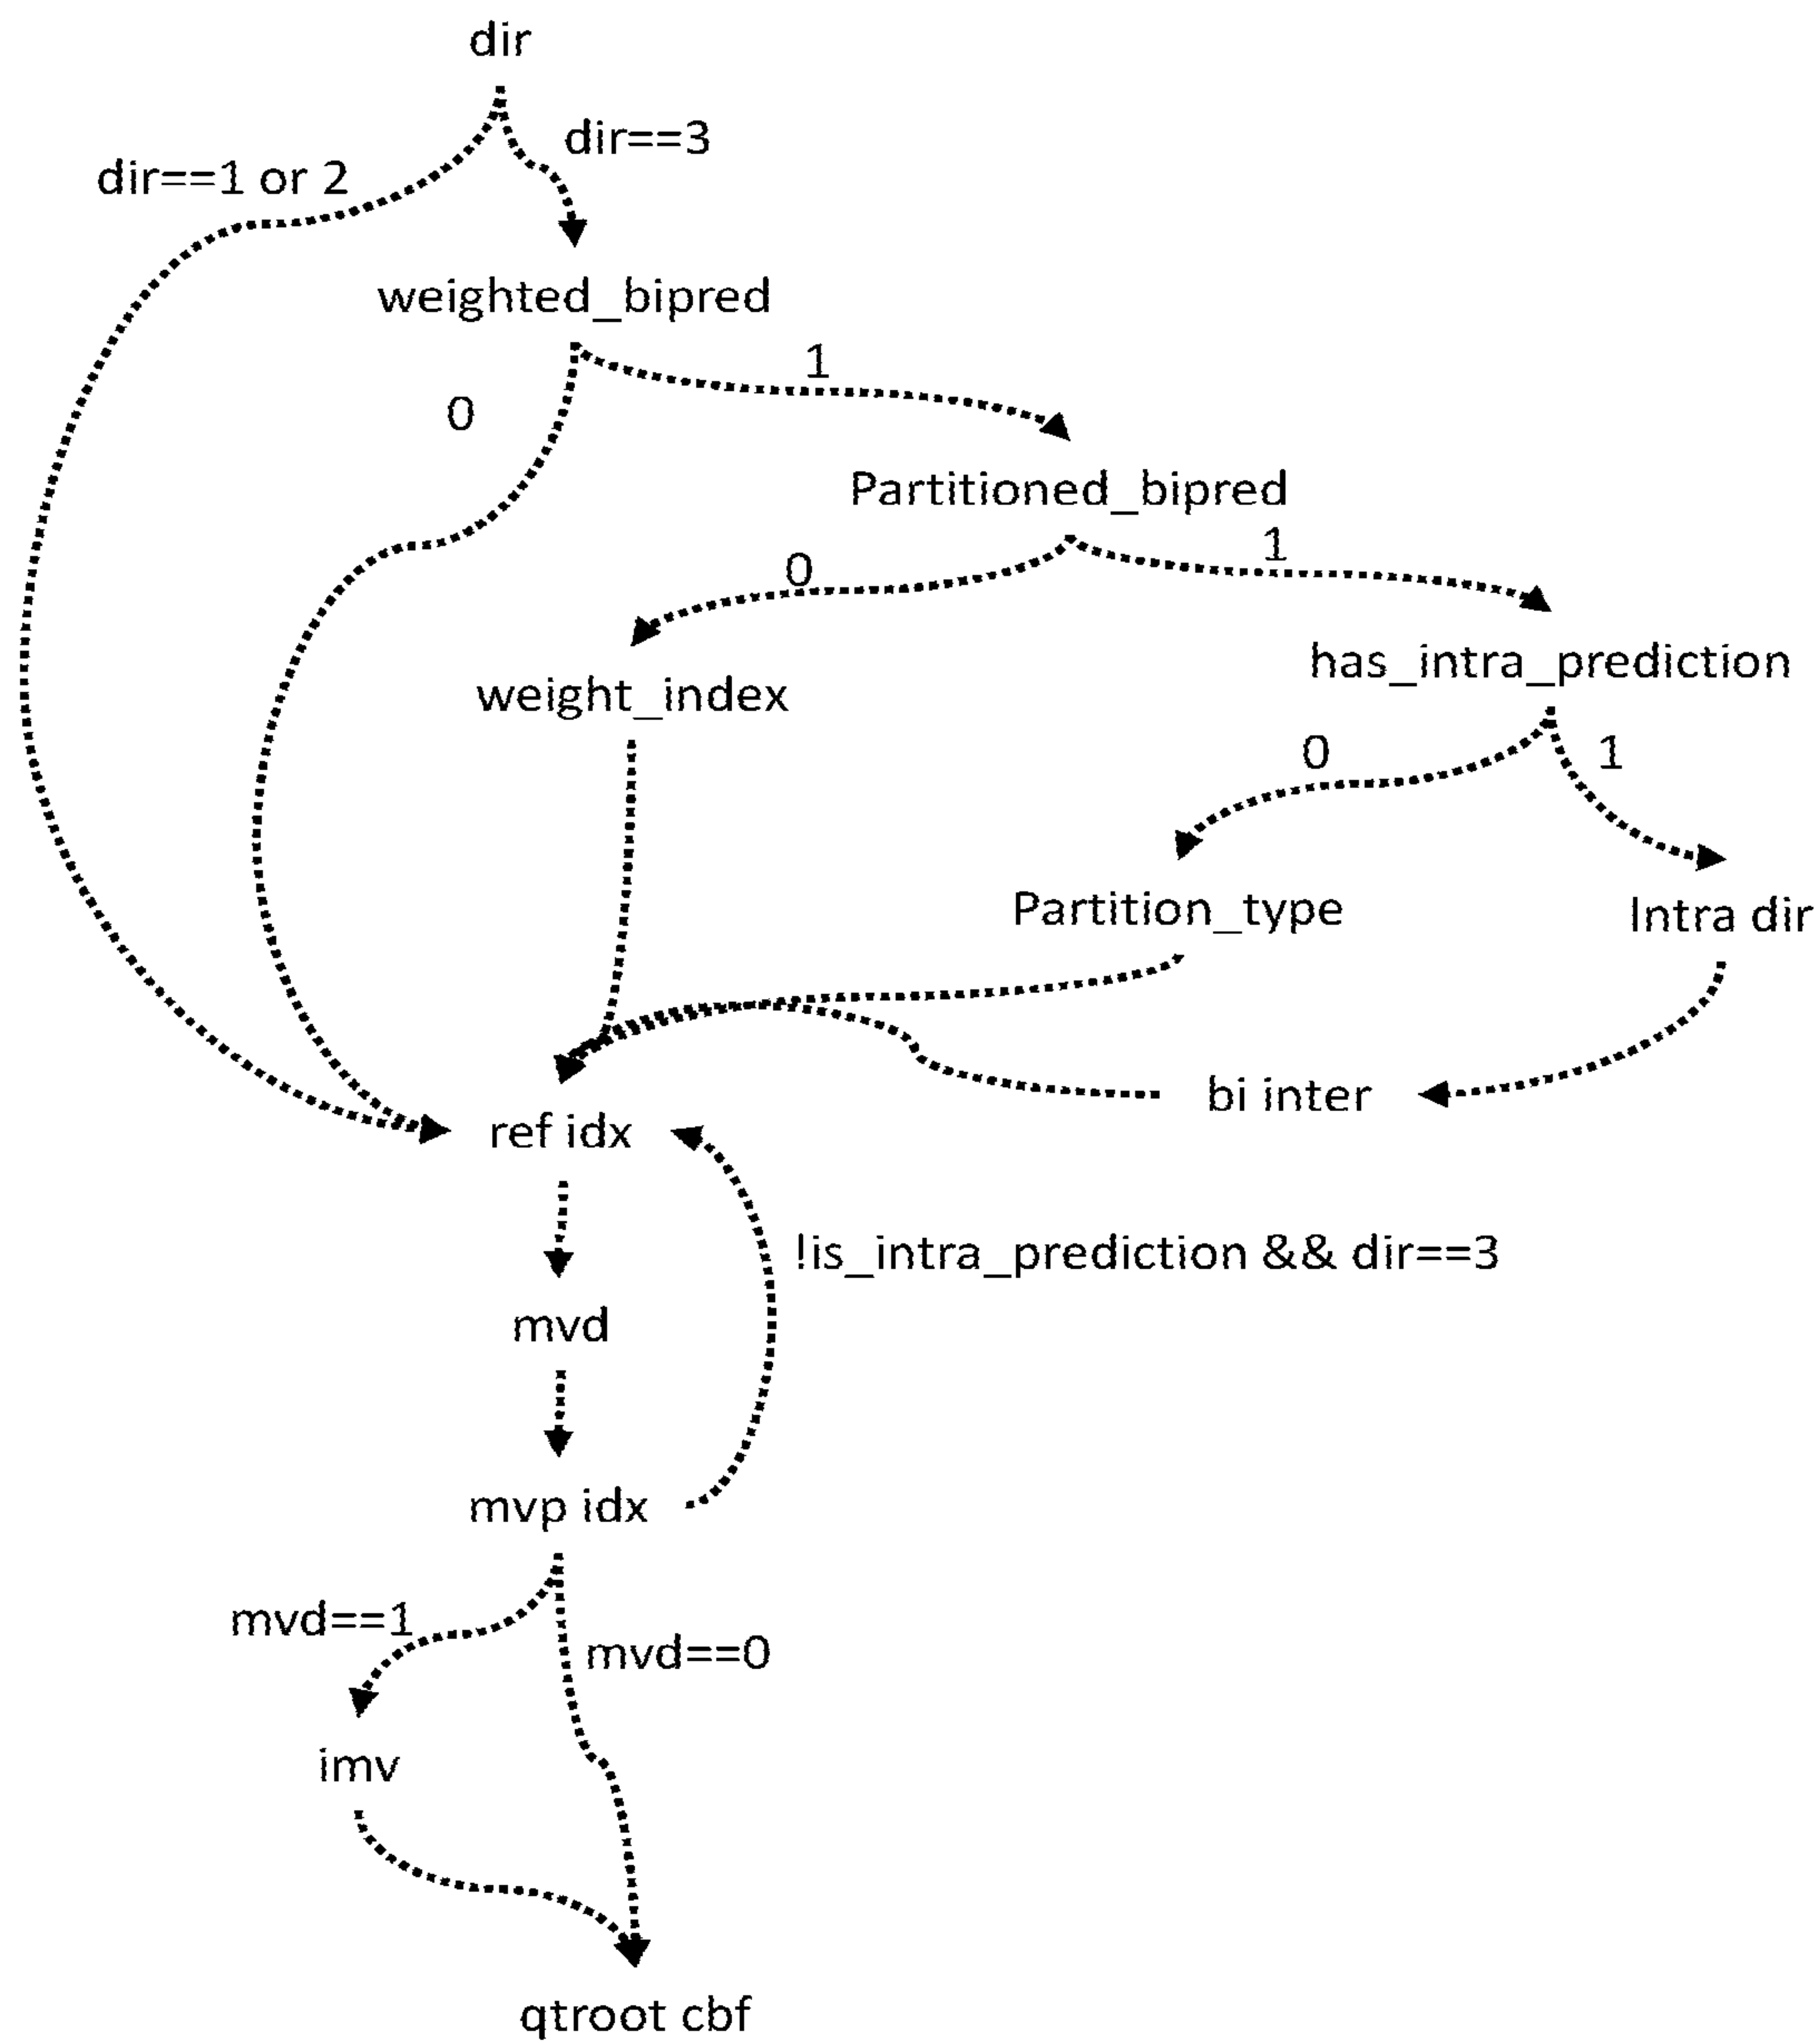 dir
dir==3
dir==1 or 2
weighted_bipred
1
0
Partitioned_bipred
1
0
has_intra_prediction
weight_index
0
1
Partition_type
Intra dir
bi inter
ref idx
!is_intra_prediction && dir==3
mvd
mvp idx
mvd==1
mvd==0
imv
qtroot cbf